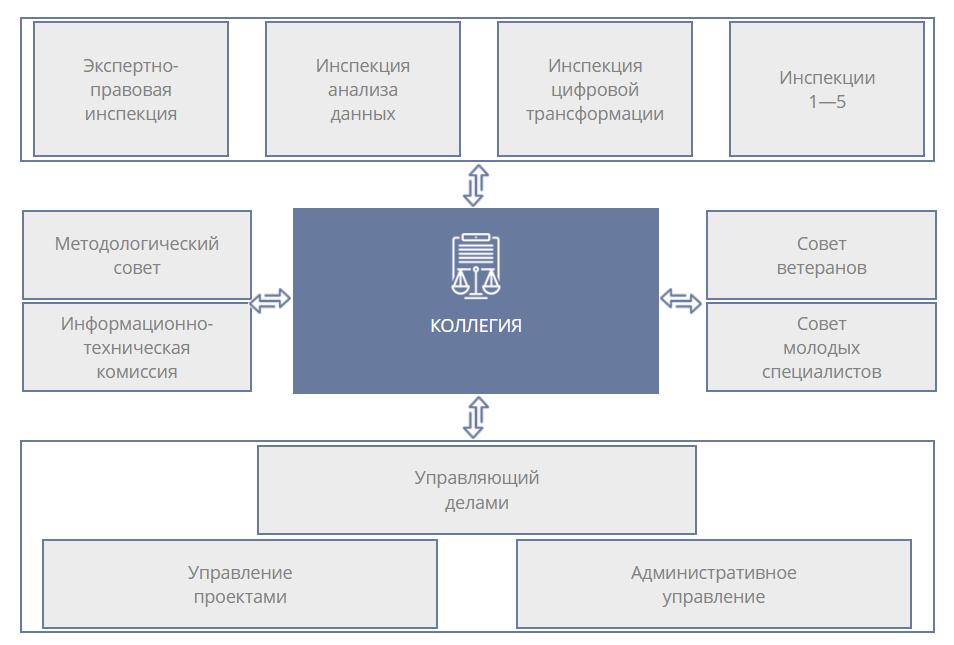 Экспертно-
правовая
инспекция
Инспекция
анализа
данных
Инспекция
цифровой
трансформации
Инспекции
1—5
Методологический
совет
Информационно-
техническая
комиссия
КОЛЛЕГИЯ
Совет
ветеранов
Совет
молодых
специалистов
Управляющий
делами
Управление
проектами
Административное
управление